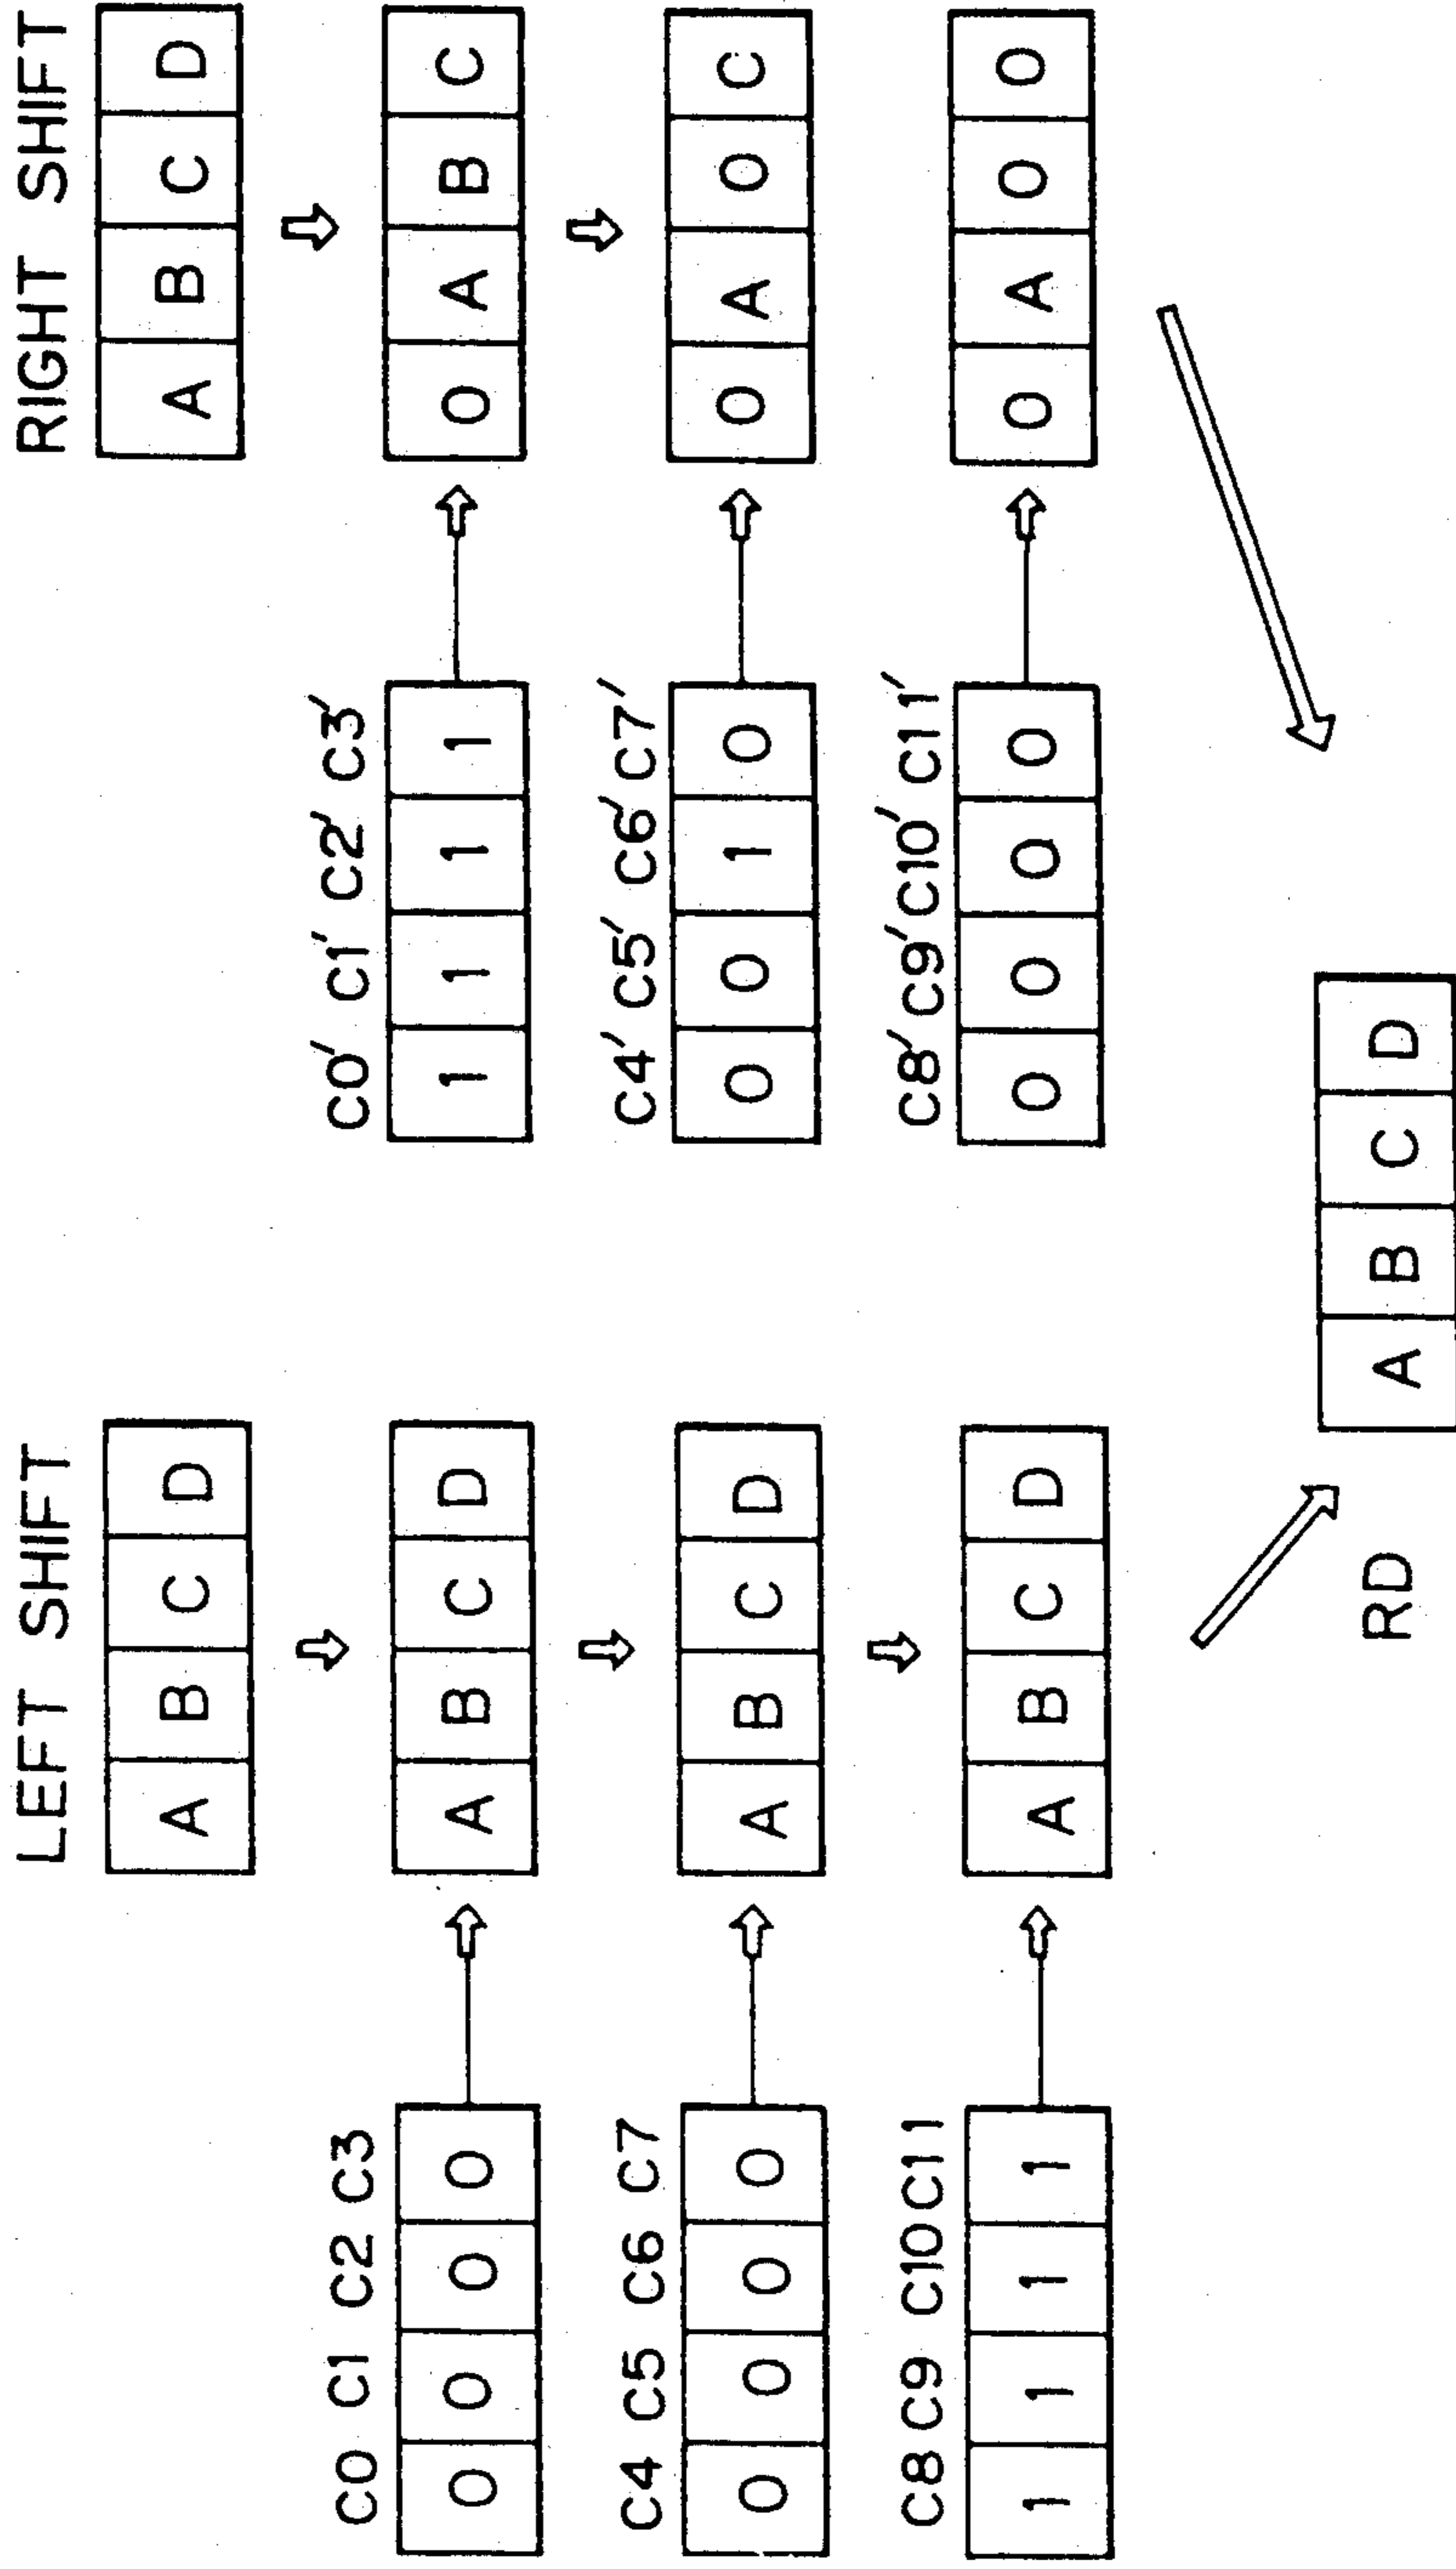 LEFT SHIFT
A B C D
C0 C1 C2 C3
0 0 0 0
A B C D
C4 C5 C6 C7
0 0 0 0
A B C D
C8 C9 C10 C11
1 1 1 1
A B C D
RIGHT SHIFT
A B C D
C0' C1' C2' C3'
1 1 1 1
0 A B C
C4' C5' C6' C7'
0 0 1 0
0 A 0 C
C8' C9' C10' C11'
0 0 0 0
0 A 0 0
RD
A B C D